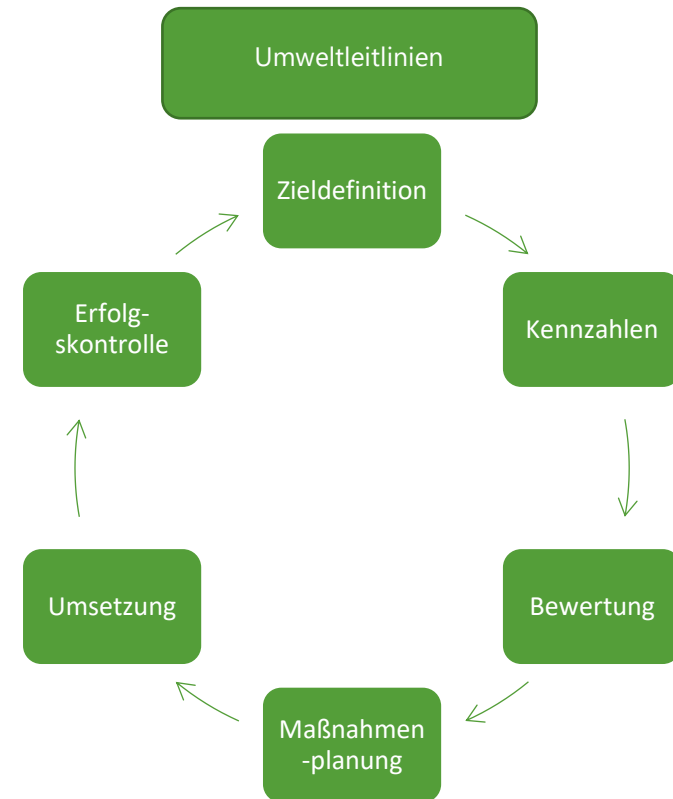 Umweltleitlinien
Zieldefinition
Kennzahlen
Bewertung
Maßnahmen
-planung
Umsetzung
Erfolg-
skontrolle